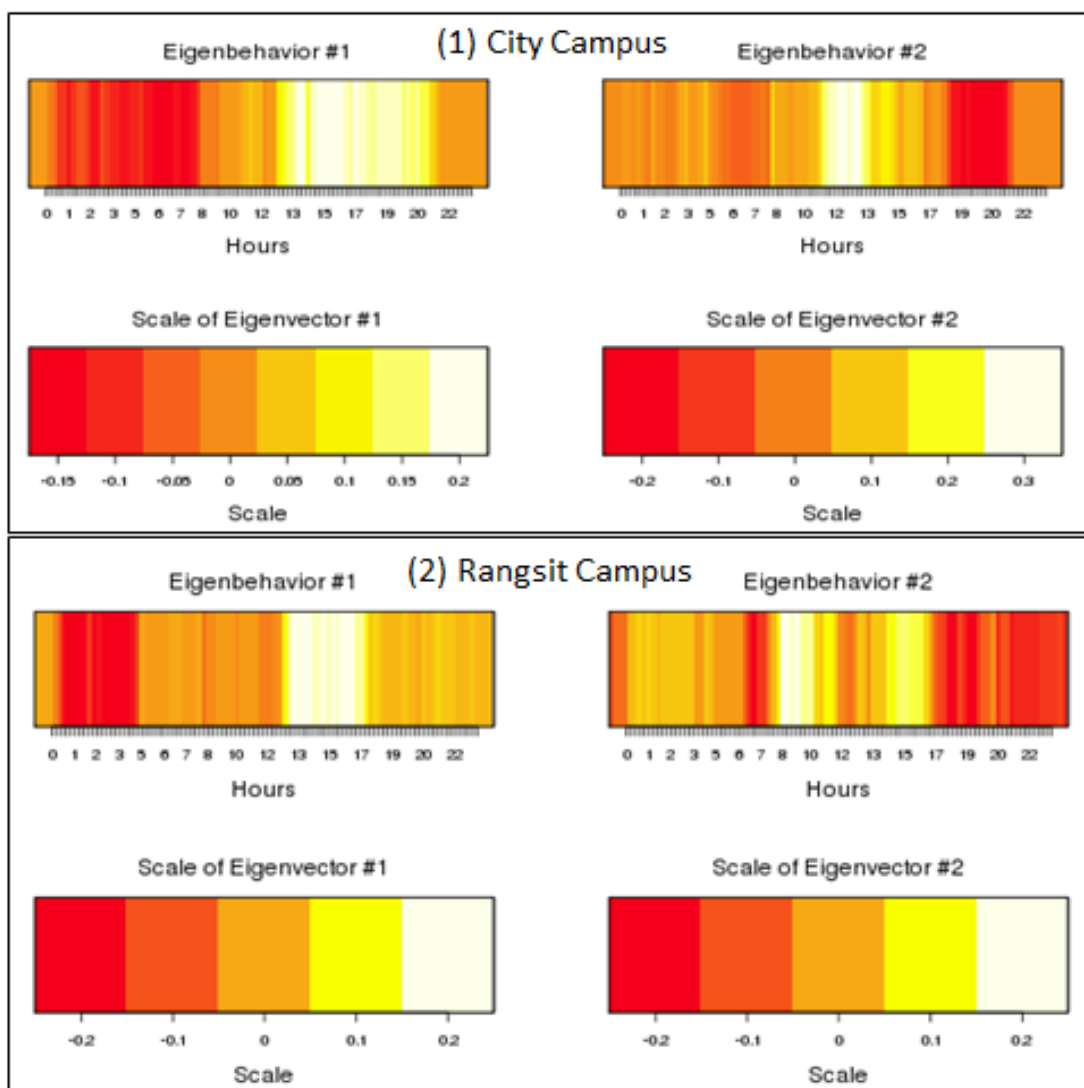 (1) City Campus
Eigenbehavior #1
Eigenbehavior #2
0 1 2 3 5 6 7 8 10 12 13 15 17 19 20 22
0 1 2 3 5 6 7 8 10 12 13 15 17 19 20 22
Hours
Hours
Scale of Eigenvector #1
Scale of Eigenvector #2
-0.15 -0.1 -0.05 0 0.05 0.1 0.15 0.2
-0.2 -0.1 0 0.1 0.2 0.3
Scale
Scale
(2) Rangsit Campus
Eigenbehavior #1
Eigenbehavior #2
0 1 2 3 5 6 7 8 10 12 13 15 17 19 20 22
0 1 2 3 5 6 7 8 10 12 13 15 17 19 20 22
Hours
Hours
Scale of Eigenvector #1
Scale of Eigenvector #2
-0.2 -0.1 0 0.1 0.2
-0.2 -0.1 0 0.1 0.2
Scale
Scale